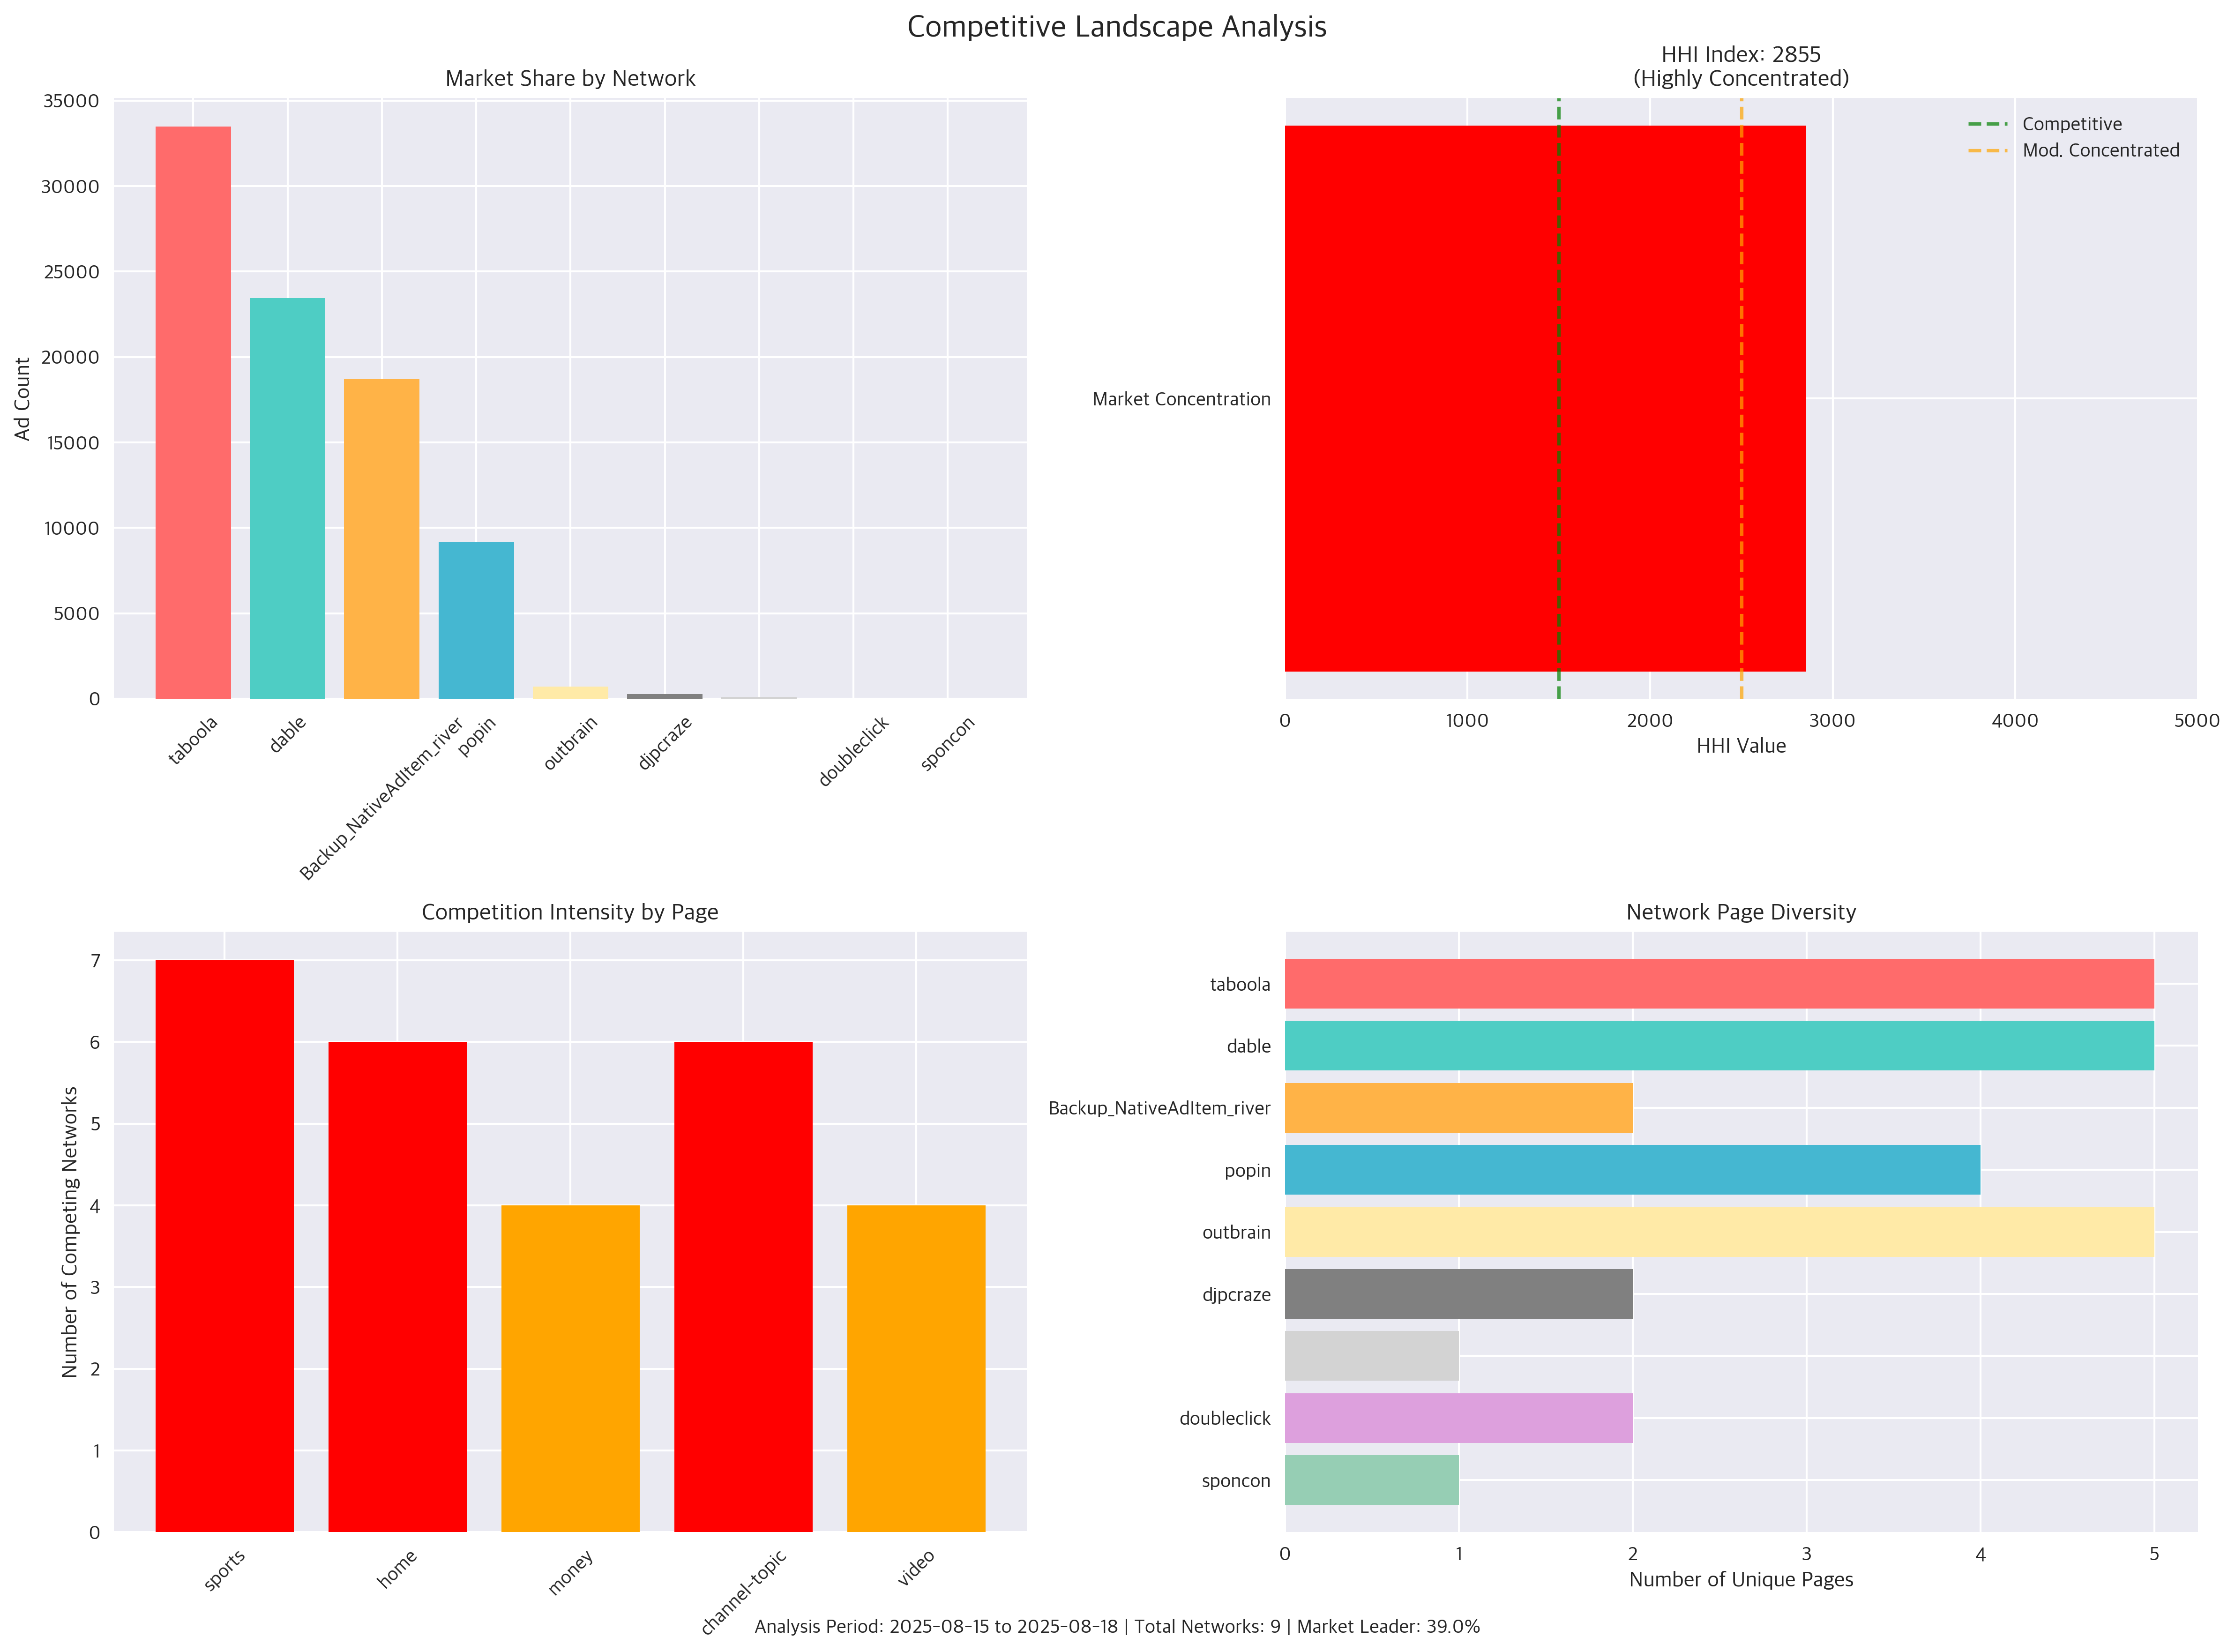 Competitive Landscape Analysis
Market Share by Network
35000
30000
25000
20000
15000
10000
5000
0
Ad Count
taboola
dable
Backup_NativeAdItem_river
popin
outbrain
djpcraze
doubleclick
sponcon
HHI Index: 2855
(Highly Concentrated)
Competitive
Mod. Concentrated
Market Concentration
0
1000
2000
3000
4000
5000
HHI Value
Competition Intensity by Page
7
6
5
4
3
2
1
0
Number of Competing Networks
sports
home
money
channel-topic
video
Network Page Diversity
taboola
dable
Backup_NativeAdItem_river
popin
outbrain
djpcraze
doubleclick
sponcon
0
1
2
3
4
5
Number of Unique Pages
Analysis Period: 2025-08-15 to 2025-08-18 | Total Networks: 9 | Market Leader: 39.0%